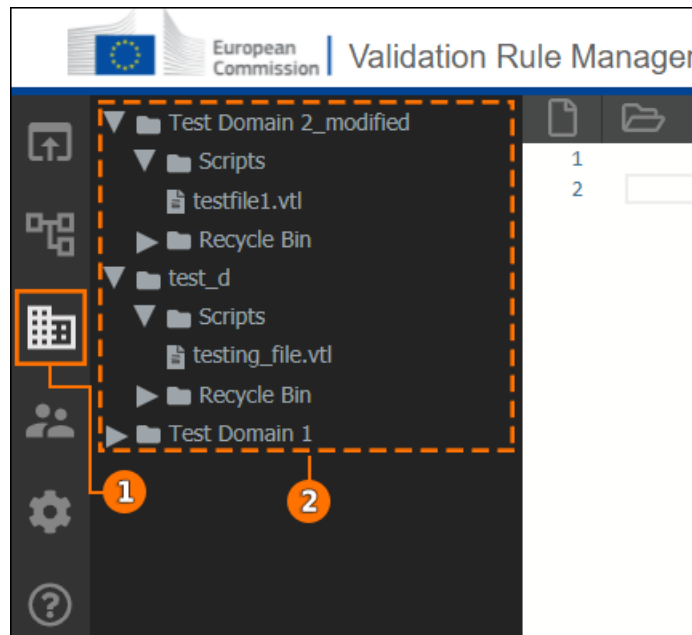 European
Commission
Validation Rule Manager
Test Domain 2_modified
Scripts
testfile1.vtl
Recycle Bin
test_d
Scripts
testing_file.vtl
Recycle Bin
Test Domain 1
1
2
1
2
?